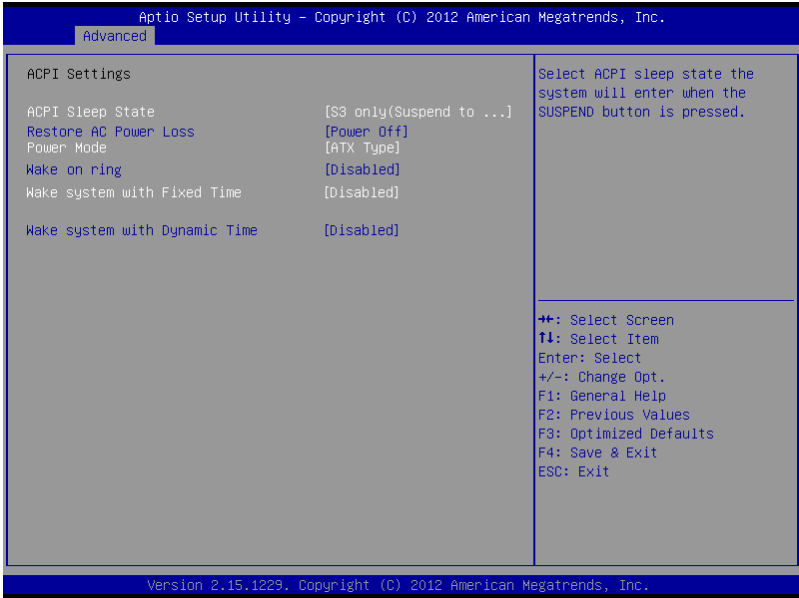 Aptio Setup Utility – Copyright (C) 2012 American Megatrends, Inc.
Advanced
ACPI Settings
ACPI Sleep State [S3 only(Suspend to ...]
Restore AC Power Loss [Power Off]
Power Mode [ATX Type]
Wake on ring [Disabled]
Wake system with Fixed Time [Disabled]
Wake system with Dynamic Time [Disabled]
Select ACPI sleep state the
system will enter when the
SUSPEND button is pressed.
→←: Select Screen
↑↓: Select Item
Enter: Select
+/-: Change Opt.
F1: General Help
F2: Previous Values
F3: Optimized Defaults
F4: Save & Exit
ESC: Exit
Version 2.15.1229. Copyright (C) 2012 American Megatrends, Inc.